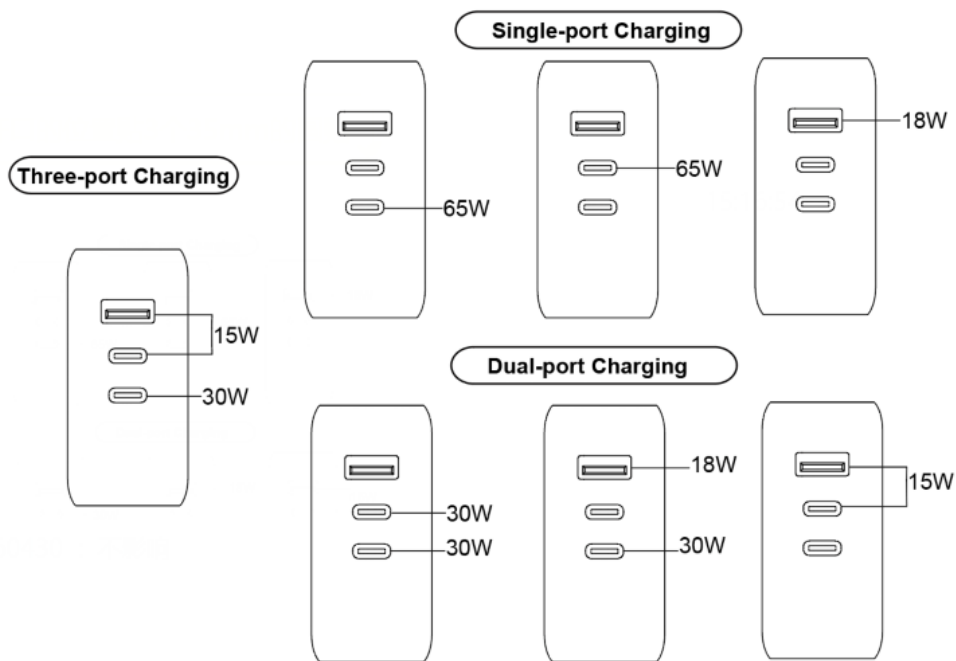 Single-port Charging
65W
65W
18W
Three-port Charging
15W
30W
Dual-port Charging
30W
30W
18W
30W
15W